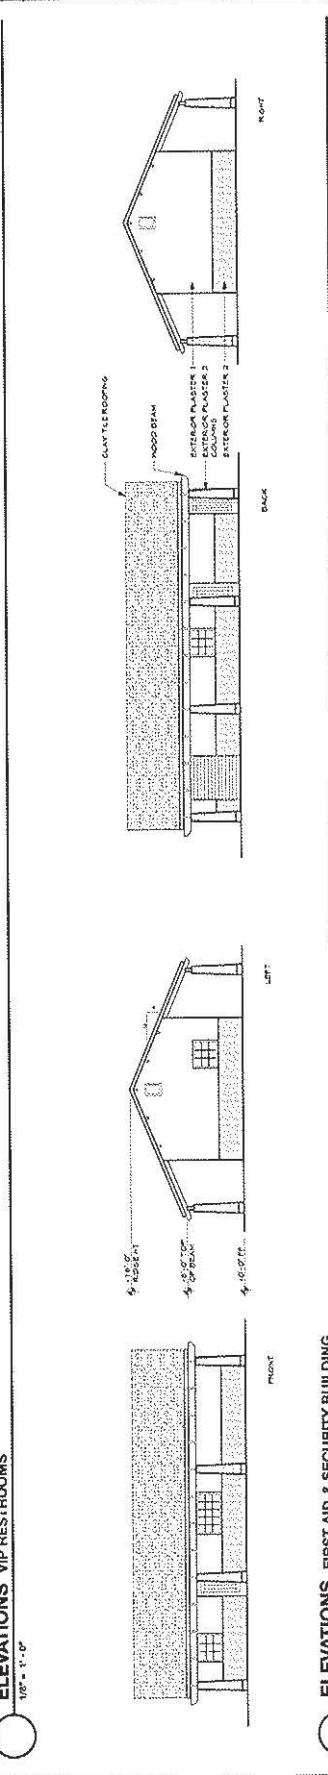 ELEVATIONS VIP RESTROOMS
1/8" = 1' - 0"
FRONT
RIDGE HT
TOP
OF BEAM
LEFT
BACK
CLAY TILE ROOFING
WOOD BEAM
EXTERIOR PLASTER 1
EXTERIOR PLASTER 2
COLUMNS
EXTERIOR PLASTER 2
RIGHT
ELEVATIONS FIRST AID & SECURITY BUILDING